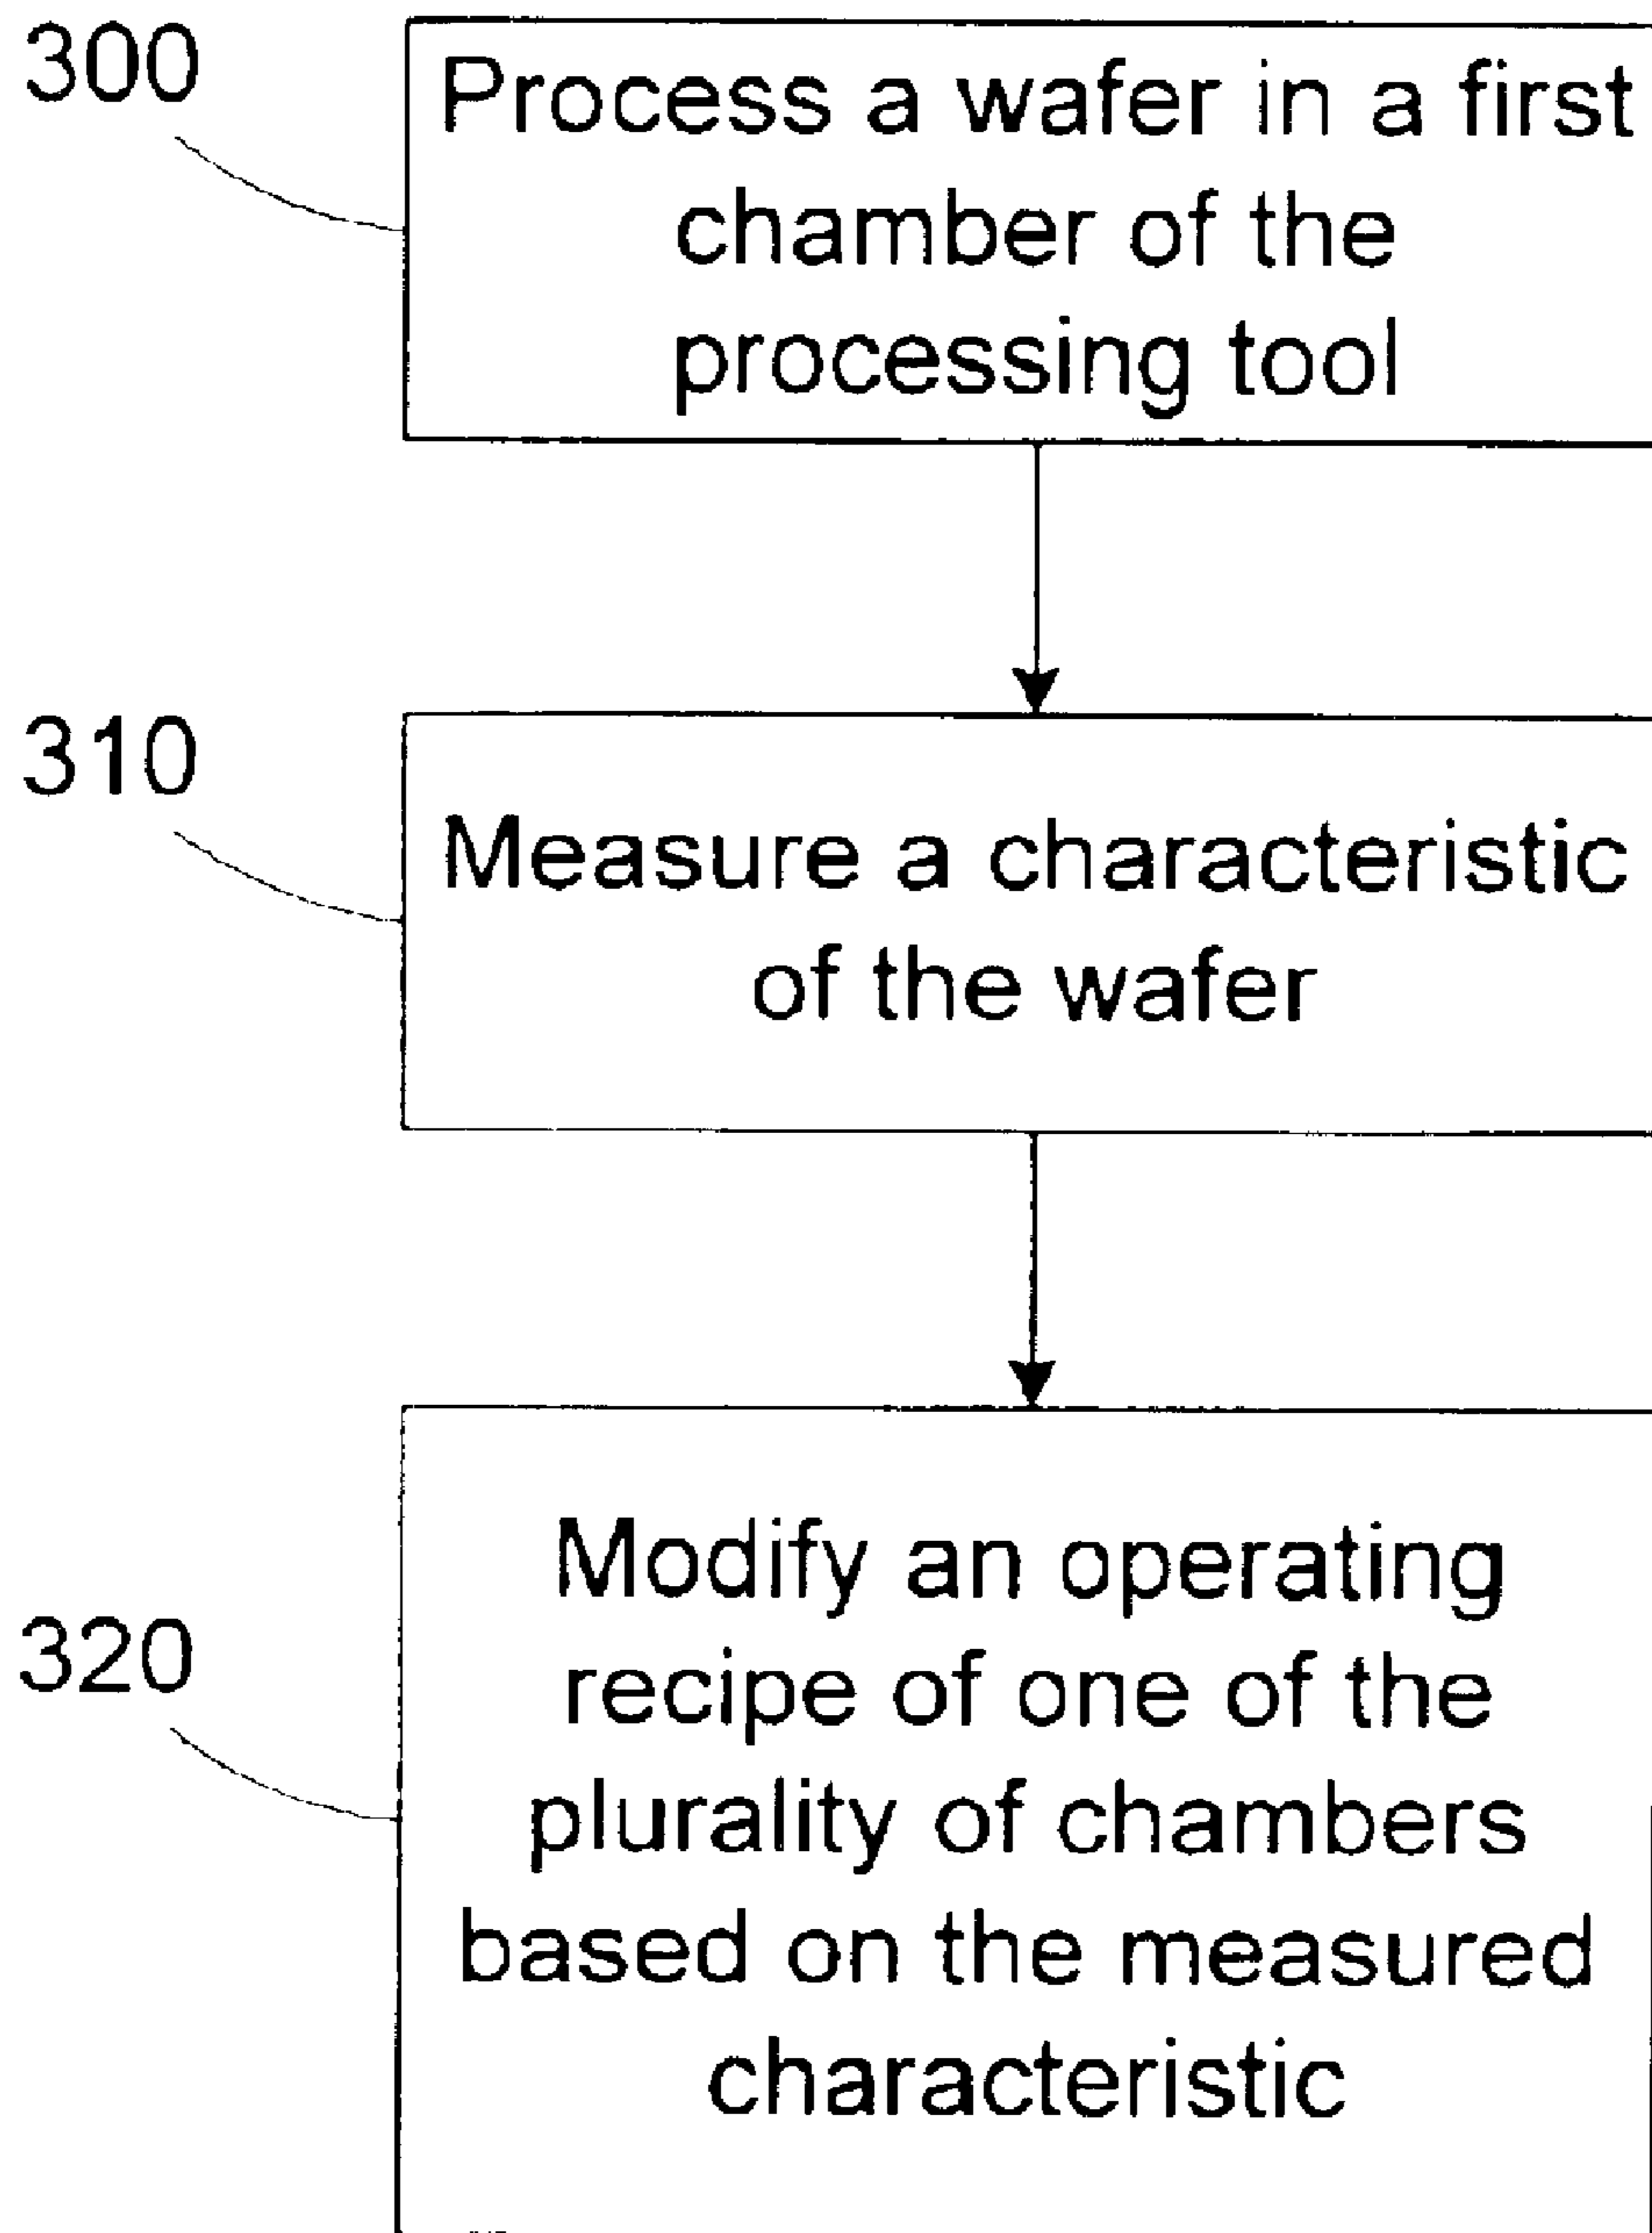 300
Process a wafer in a first
chamber of the
processing tool
310
Measure a characteristic
of the wafer
320
Modify an operating
recipe of one of the
plurality of chambers
based on the measured
characteristic